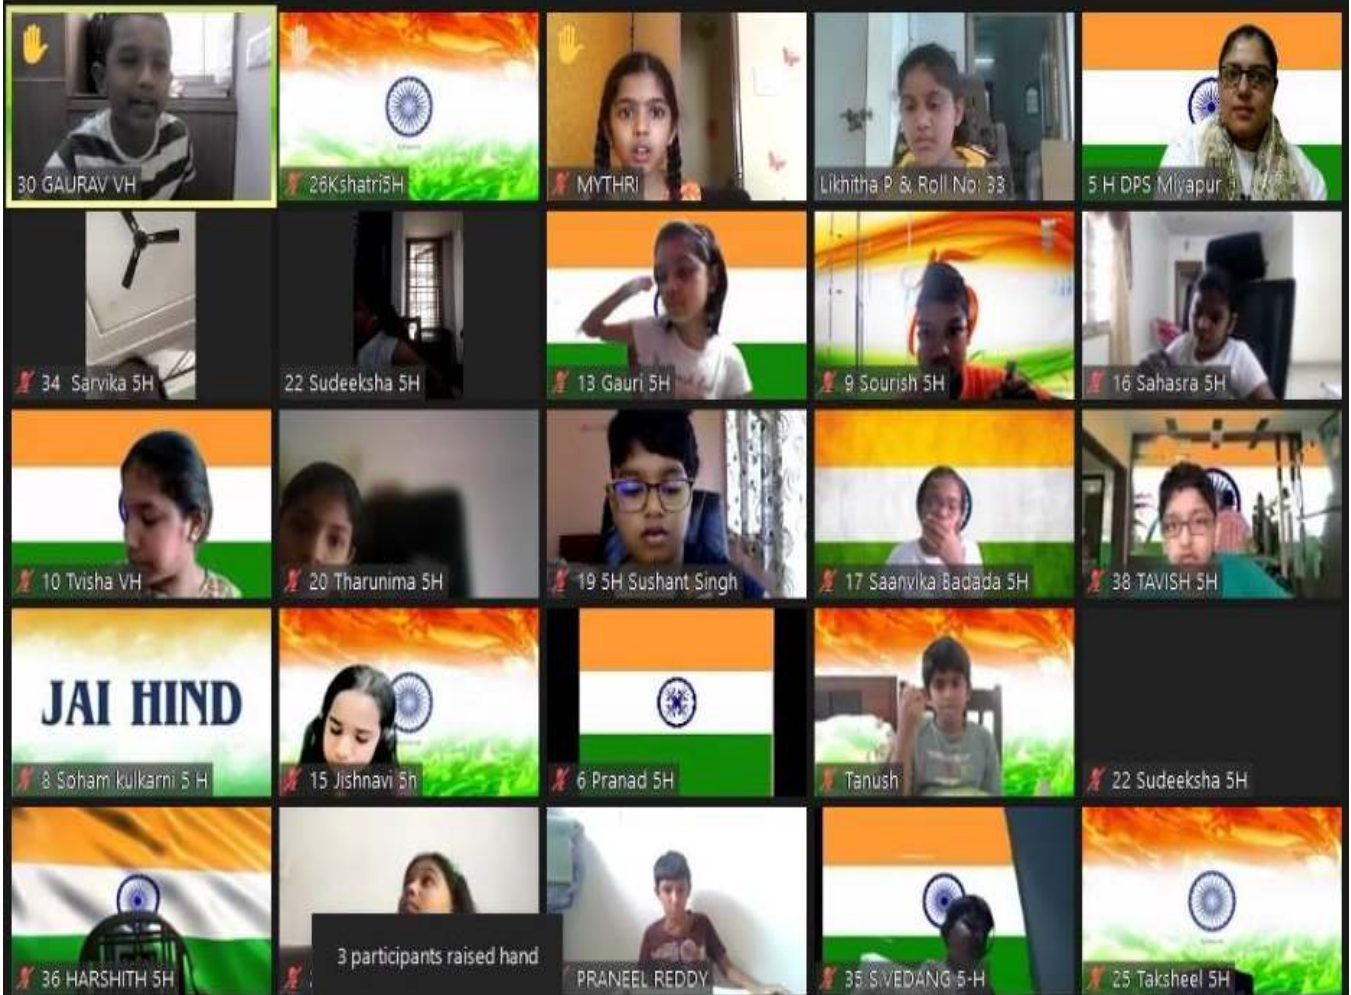 30 GAURAV VH
26Kshatri5H
MYTHRI
Likhitha P & Roll No: 33
5 H DPS Miyapur
34 Sarvika 5H
22 Sudeeksha 5H
13 Gauri 5H
9 Sourish 5H
16 Sahasra 5H
10 Tvisha VH
20 Tharunima 5H
19 5H Sushant Singh
17 Saanvika Badada 5H
38 TAVISH 5H
JAI HIND
8 Soham kulkarni 5 H
15 Jishnavi 5h
6 Pranad 5H
Tanush
22 Sudeeksha 5H
36 HARSHITH 5H
3 participants raised hand
PRANEEL REDDY
35 S.VEDANG 5-H
25 Taksheel 5H